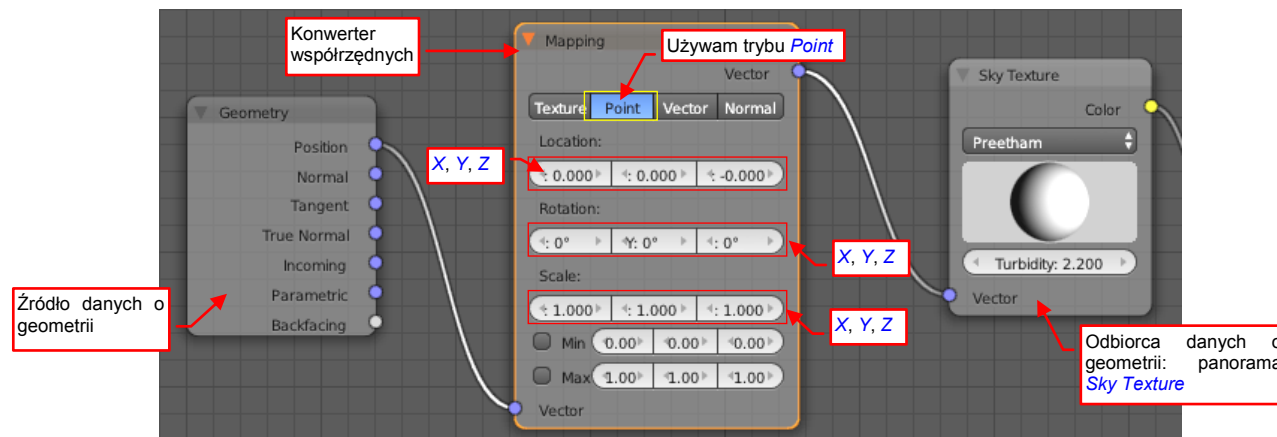 Konwerter
współrzędnych
Mapping
Używam trybu Point
Vector
Texture Point Vector Normal
Location:
X, Y, Z
: 0.000 : 0.000 : -0.000
Rotation:
: 0° Y: 0° : 0°
X, Y, Z
Scale:
: 1.000 : 1.000 : 1.000
X, Y, Z
Min 0.00 0.00 0.00
Max 1.00 1.00 1.00
Vector
Geometry
Position
Normal
Tangent
True Normal
Incoming
Parametric
Backfacing
Źródło danych o
geometrii
Sky Texture
Color
Preetham
Turbidity: 2.200
Vector
Odbiorca danych o
geometrii: panorama
Sky Texture